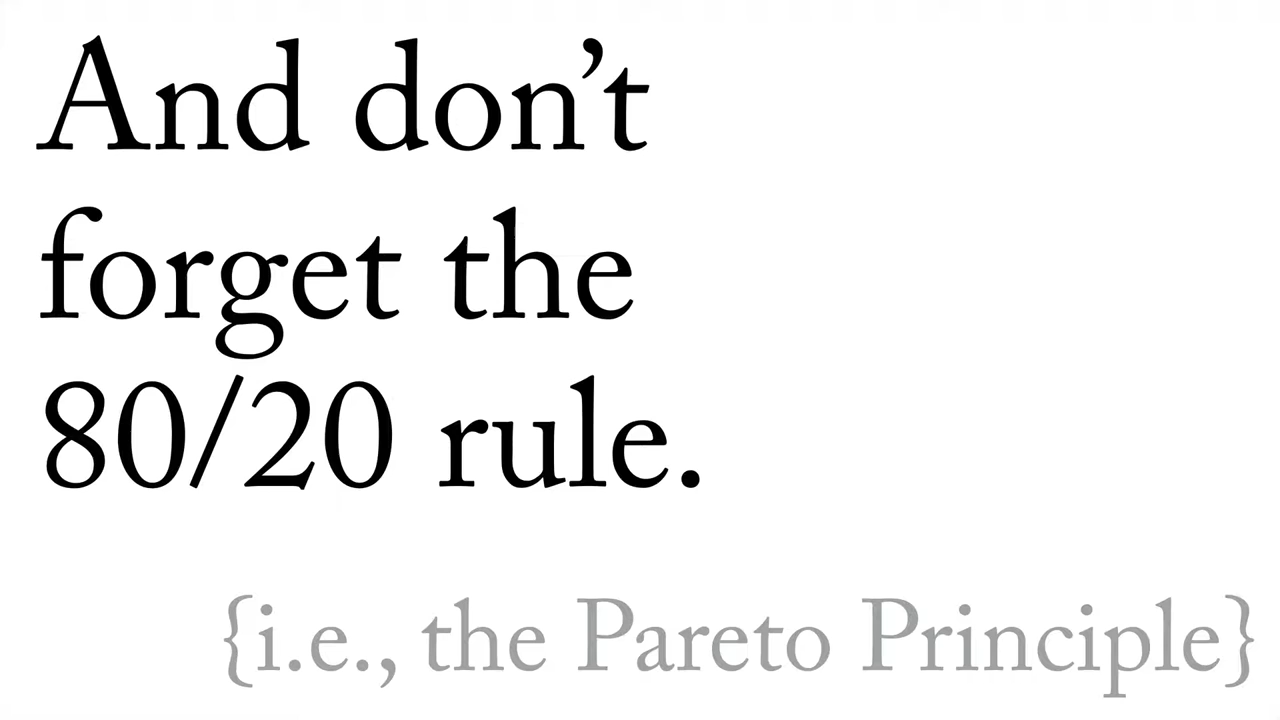 And don’t
forget the
80/20 rule.
{i.e., the Pareto Principle}